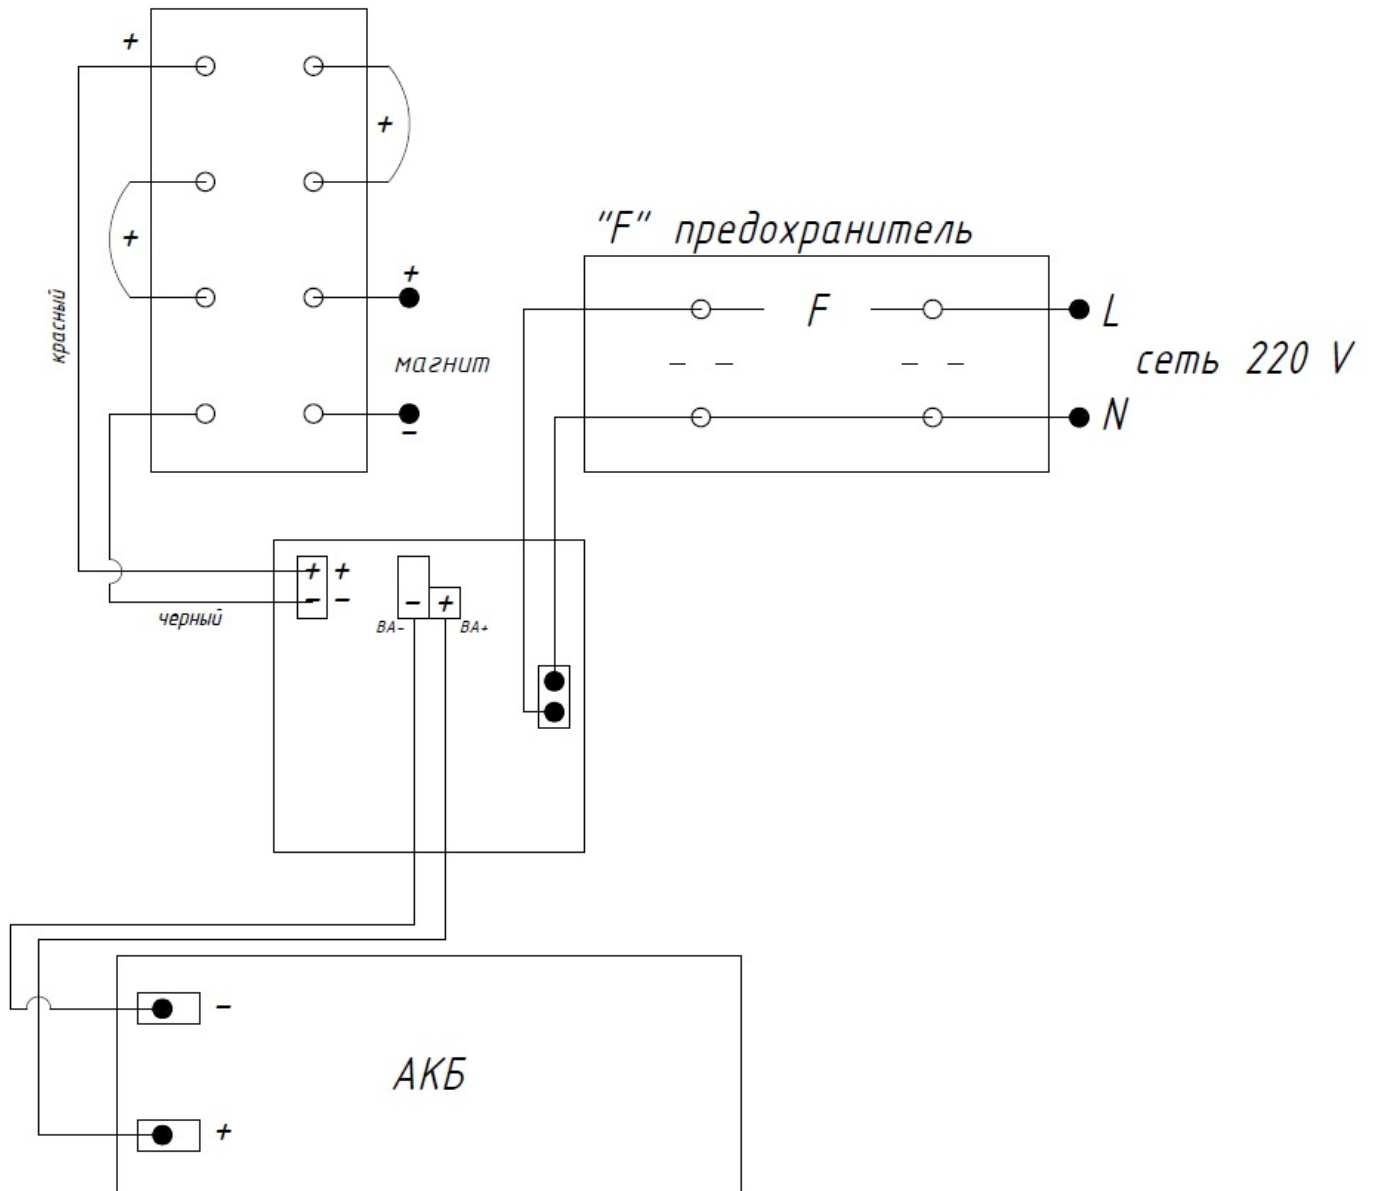 +
+
+
+
красный
магнит
-
"F" предохранитель
F
L
сеть 220 V
N
+ +
- -
- +
BA- BA+
черный
-
АКБ
+